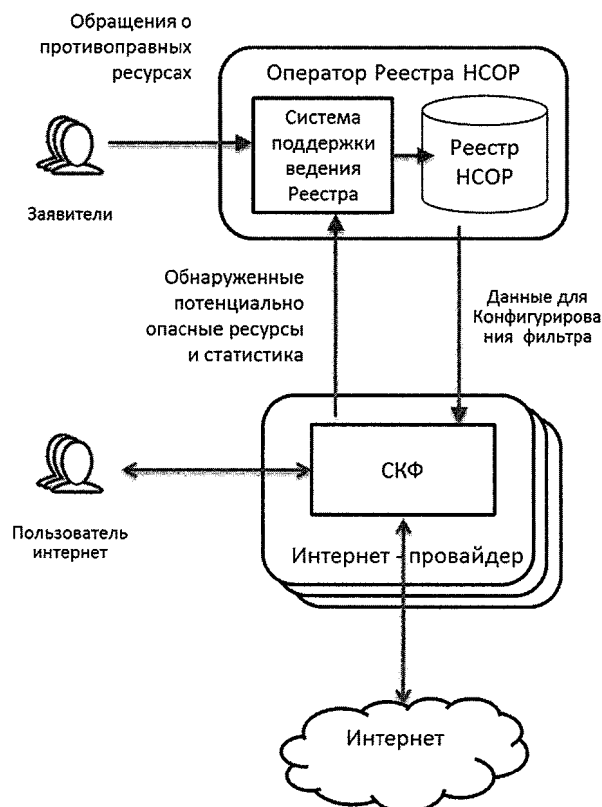 Обращения о
противоправных
ресурсах
Оператор Реестра НСОР
Система
поддержки
ведения
Реестра
Реестр
НСОР
Заявители
Обнаруженные
потенциально
опасные ресурсы
и статистика
Данные для
Конфигурирова
ния фильтра
СКФ
Пользователь
интернет
Интернет - провайдер
Интернет